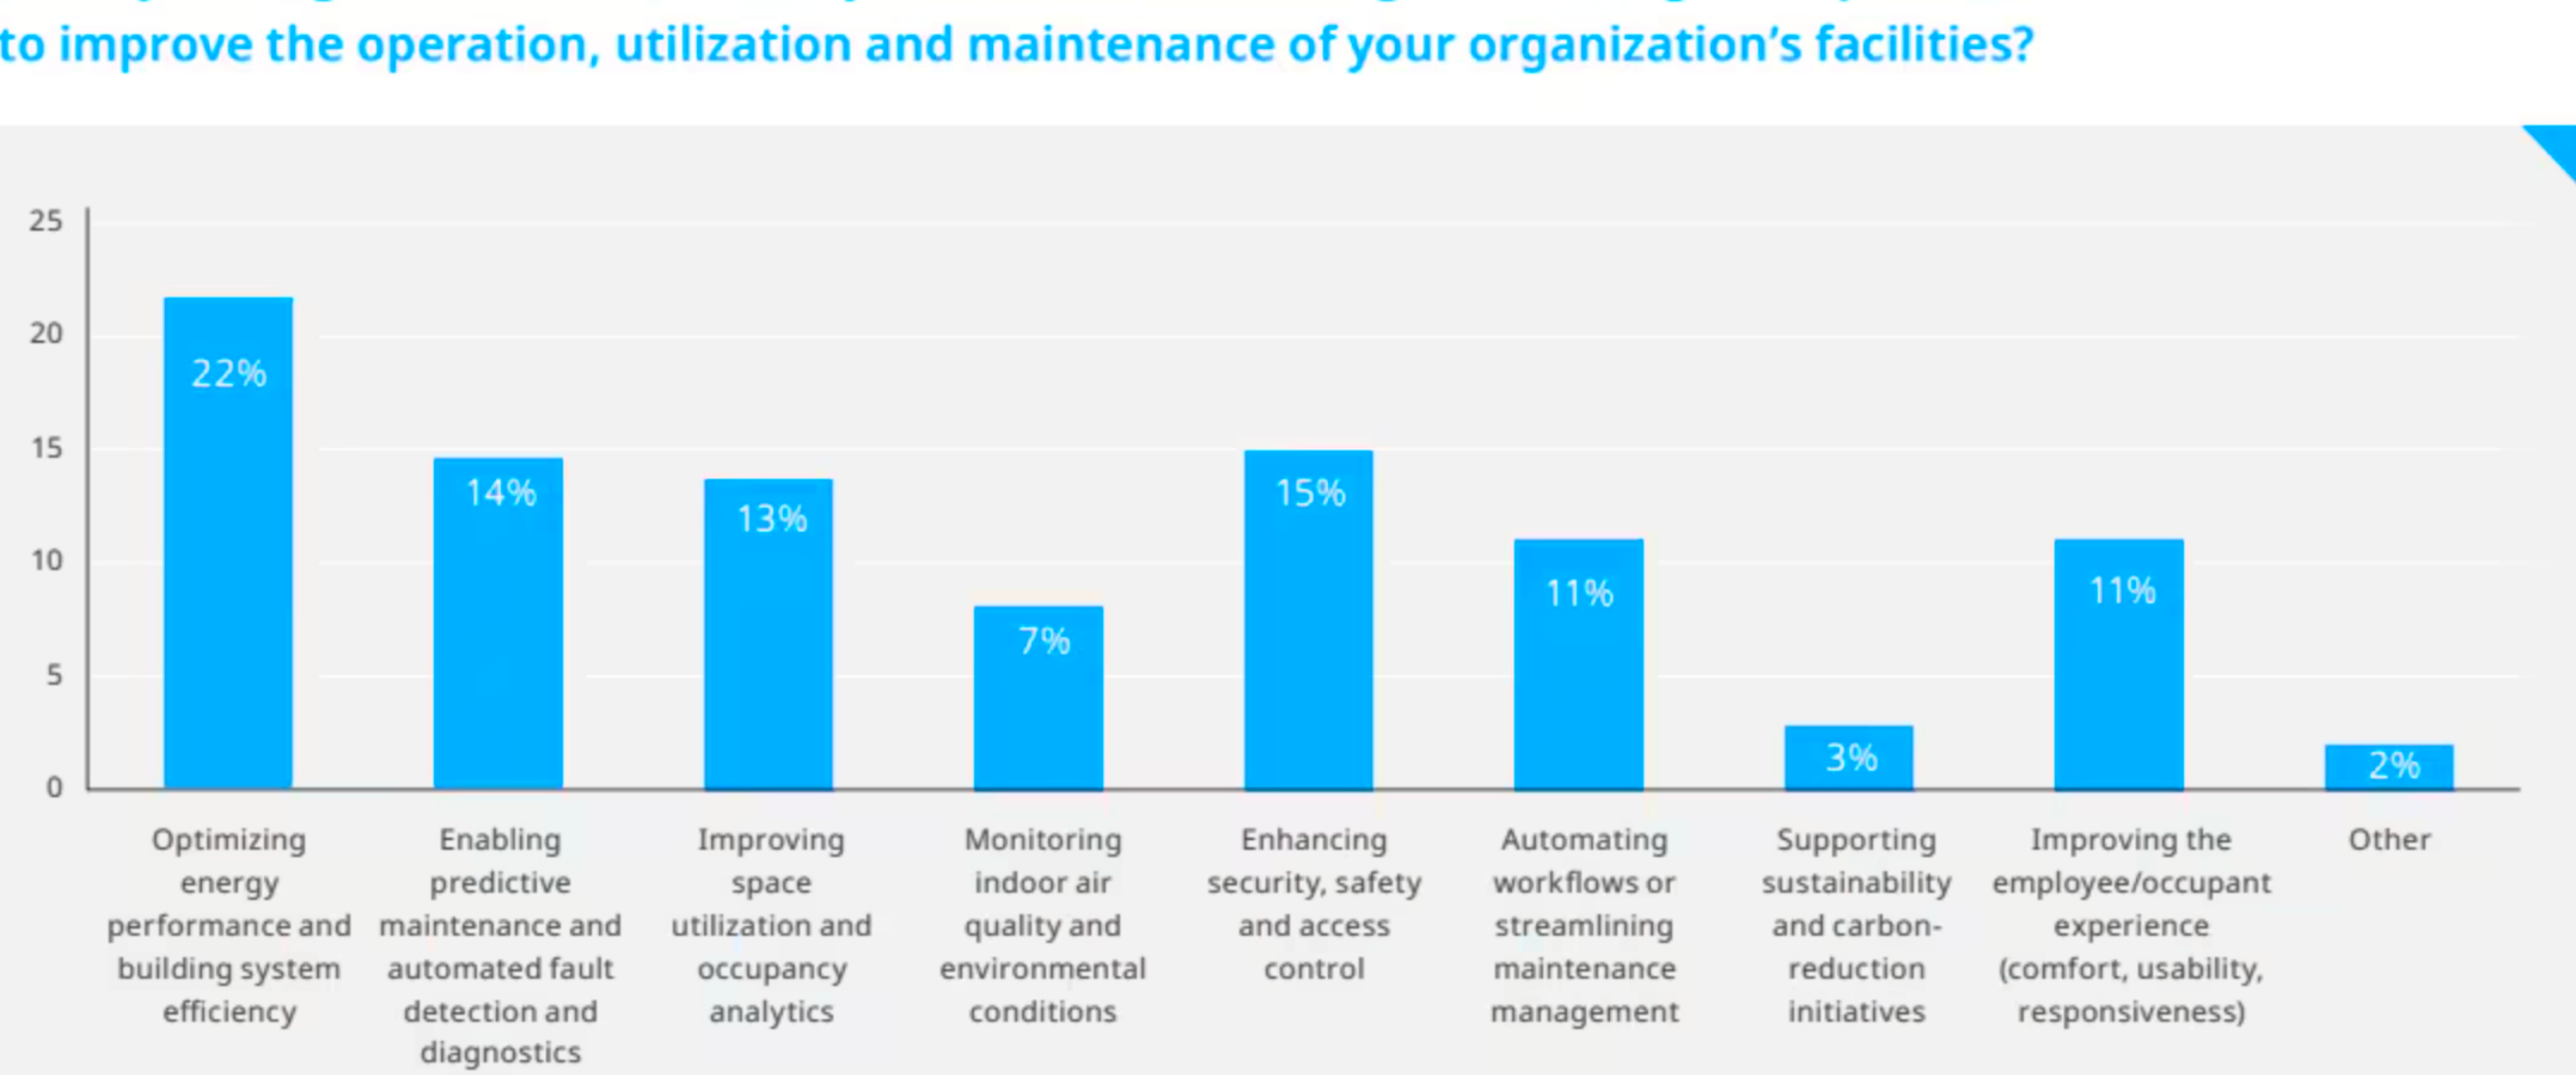 to improve the operation, utilization and maintenance of your organization's facilities?
25
20
15
10
5
0
22%
14%
13%
7%
15%
11%
3%
11%
2%
Optimizing
energy
performance and
building system
efficiency
Enabling
predictive
maintenance and
automated fault
detection and
diagnostics
Improving
space
utilization and
occupancy
analytics
Monitoring
indoor air
quality and
environmental
conditions
Enhancing
security, safety
and access
control
Automating
workflows or
streamlining
maintenance
management
Supporting
sustainability
and carbon-
reduction
initiatives
Improving the
employee/occupant
experience
(comfort, usability,
responsiveness)
Other